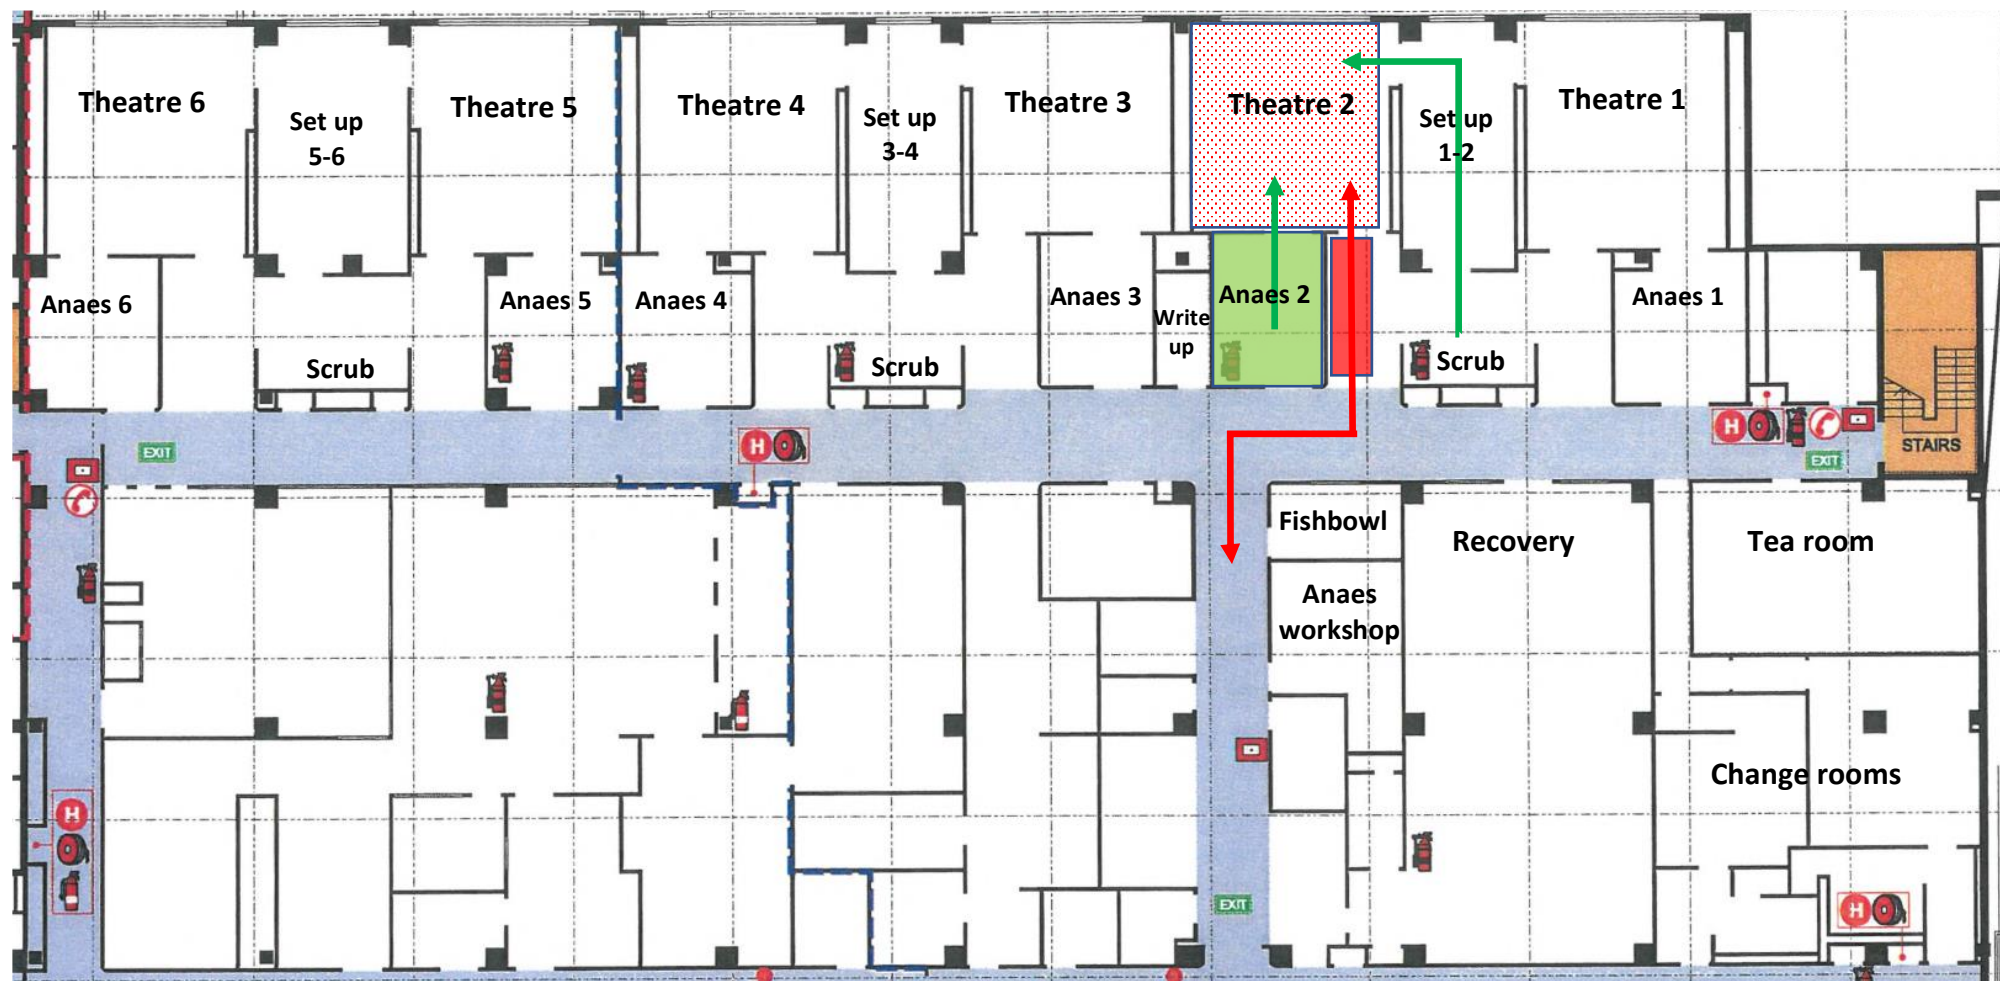 Theatre 6
Set up
5-6
Theatre 5
Theatre 4
Set up
3-4
Theatre 3
Theatre 2
Set up
1-2
Theatre 1
Anaes 6
Scrub
Anaes 5
Anaes 4
Scrub
Anaes 3
Write
up
Anaes 2
Scrub
Anaes 1
STAIRS
EXIT
H
H
EXIT
Fishbowl
Recovery
Tea room
Anaes
workshop
Change rooms
H
EXIT
H